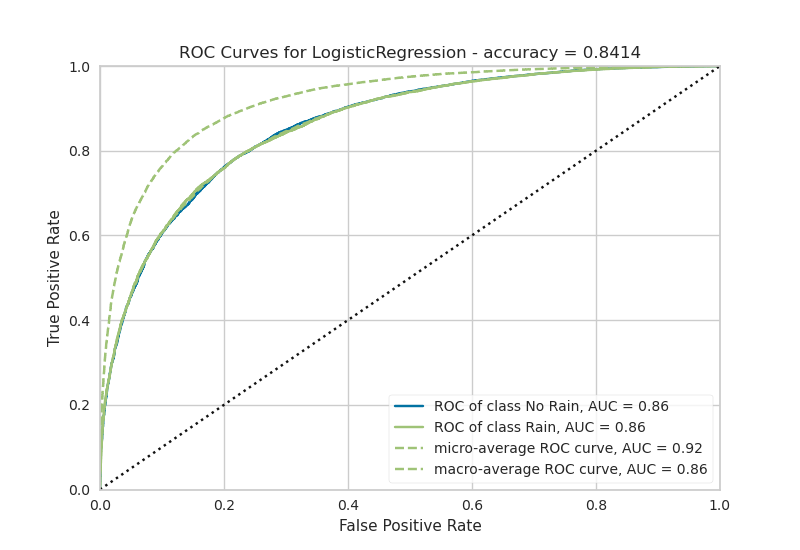 ROC Curves for LogisticRegression - accuracy = 0.8414
1.0
0.8
0.6
0.4
0.2
0.0
True Positive Rate
ROC of class No Rain, AUC = 0.86
ROC of class Rain, AUC = 0.86
micro-average ROC curve, AUC = 0.92
macro-average ROC curve, AUC = 0.86
0.0 0.2 0.4 0.6 0.8 1.0
False Positive Rate